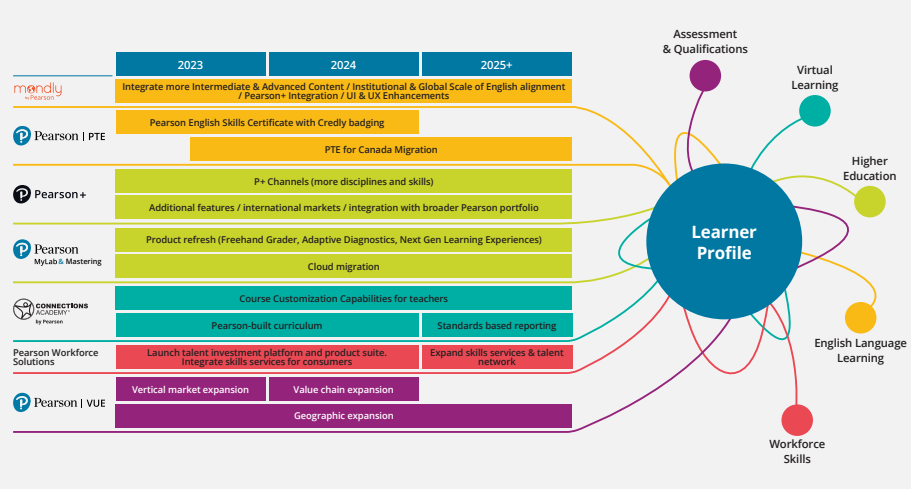 2023
2024
2025+
mondly
by Pearson
Integrate more Intermediate & Advanced Content / Institutional & Global Scale of English alignment
/ Pearson+ Integration / UI & UX Enhancements
Pearson | PTE
Pearson English Skills Certificate with Credly badging
PTE for Canada Migration
Pearson+
P+ Channels (more disciplines and skills)
Additional features / international markets / integration with broader Pearson portfolio
Pearson
MyLab & Mastering
Product refresh (Freehand Grader, Adaptive Diagnostics, Next Gen Learning Experiences)
Cloud migration
CONNECTIONS
ACADEMY
by Pearson
Course Customization Capabilities for teachers
Pearson-built curriculum
Standards based reporting
Pearson Workforce
Solutions
Launch talent investment platform and product suite.
Integrate skills services for consumers
Expand skills services & talent
network
Pearson | VUE
Vertical market expansion
Value chain expansion
Geographic expansion
Learner
Profile
Assessment
& Qualifications
Virtual
Learning
Higher
Education
English Language
Learning
Workforce
Skills